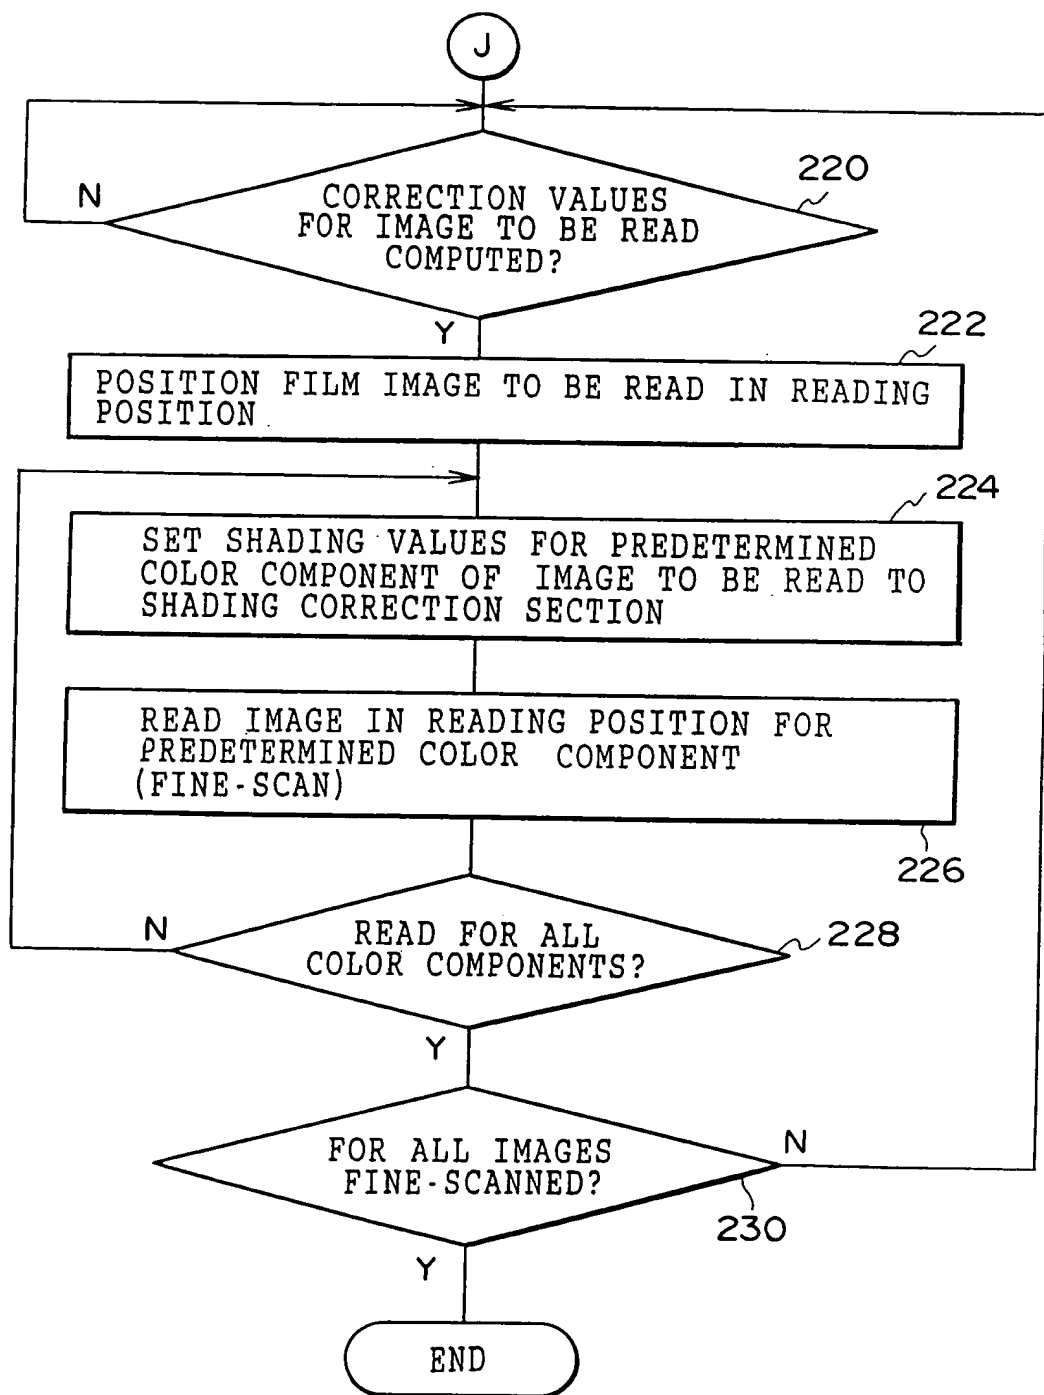 J
N
220
CORRECTION VALUES
FOR IMAGE TO BE READ
COMPUTED?
Y
222
POSITION FILM IMAGE TO BE READ IN READING
POSITION
224
SET SHADING VALUES FOR PREDETERMINED
COLOR COMPONENT OF IMAGE TO BE READ TO
SHADING CORRECTION SECTION
READ IMAGE IN READING POSITION FOR
PREDETERMINED COLOR COMPONENT
(FINE-SCAN)
226
N
READ FOR ALL
COLOR COMPONENTS?
228
Y
FOR ALL IMAGES
FINE-SCANNED?
N
230
Y
END